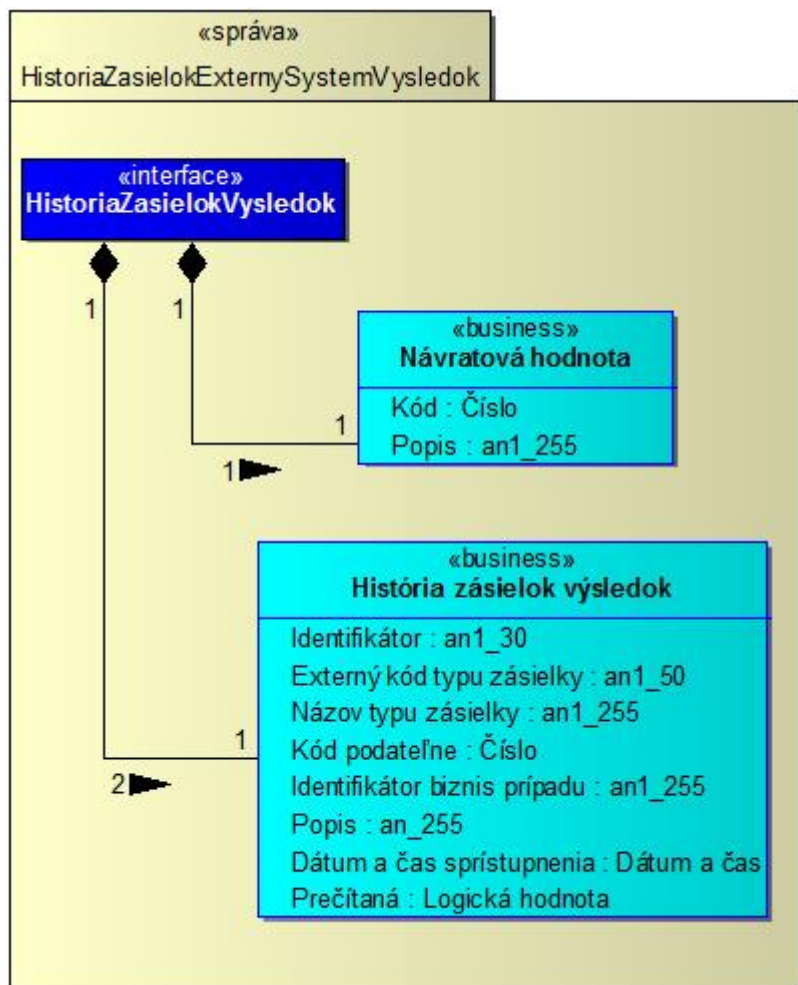 «správa»
HistoriaZasielokExternySystemVysledok
«interface»
HistoriaZasielokVysledok
1
1
«business»
Návratová hodnota
Kód : Číslo
Popis : an1_255
1
1
«business»
História zásielok výsledok
Identifikátor : an1_30
Externý kód typu zásielky : an1_50
Názov typu zásielky : an1_255
Kód podateľne : Číslo
Identifikátor biznis prípadu : an1_255
Popis : an_255
Dátum a čas sprístupnenia : Dátum a čas
Prečítaná : Logická hodnota
1
2